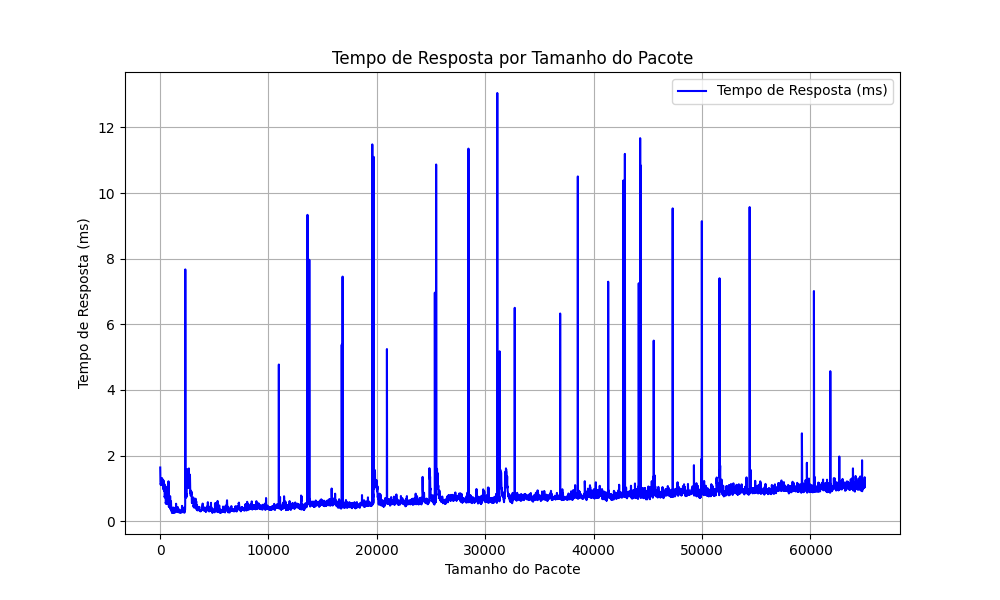 Tempo de Resposta por Tamanho do Pacote
Tempo de Resposta (ms)
12
10
8
6
4
2
0
Tempo de Resposta (ms)
0 10000 20000 30000 40000 50000 60000
Tamanho do Pacote